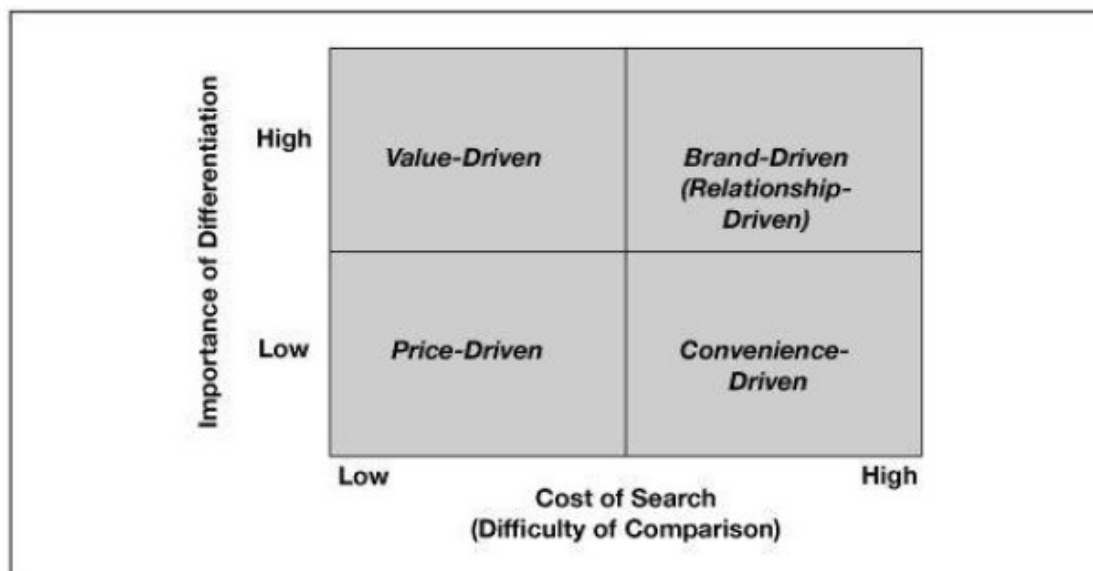 Importance of Differentiation
High
Value-Driven
Brand-Driven
(Relationship-
Driven)
Low
Price-Driven
Convenience-
Driven
Low
High
Cost of Search
(Difficulty of Comparison)